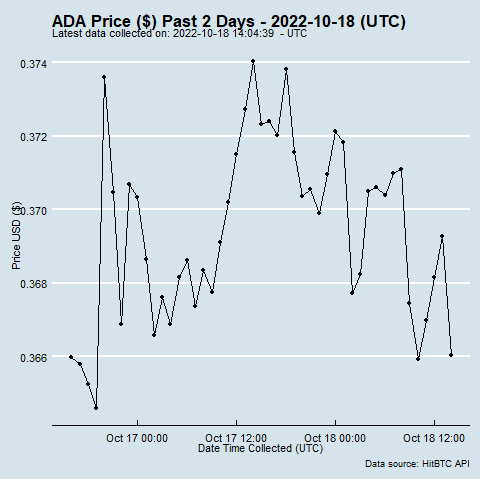 ADA Price ($) Past 2 Days - 2022-10-18 (UTC)
Latest data collected on: 2022-10-18 14:04:39 - UTC
0.374
0.372
0.370
0.368
0.366
Price USD ($)
Oct 17 00:00 Oct 17 12:00 Oct 18 00:00 Oct 18 12:00
Date Time Collected (UTC)
Data source: HitBTC API